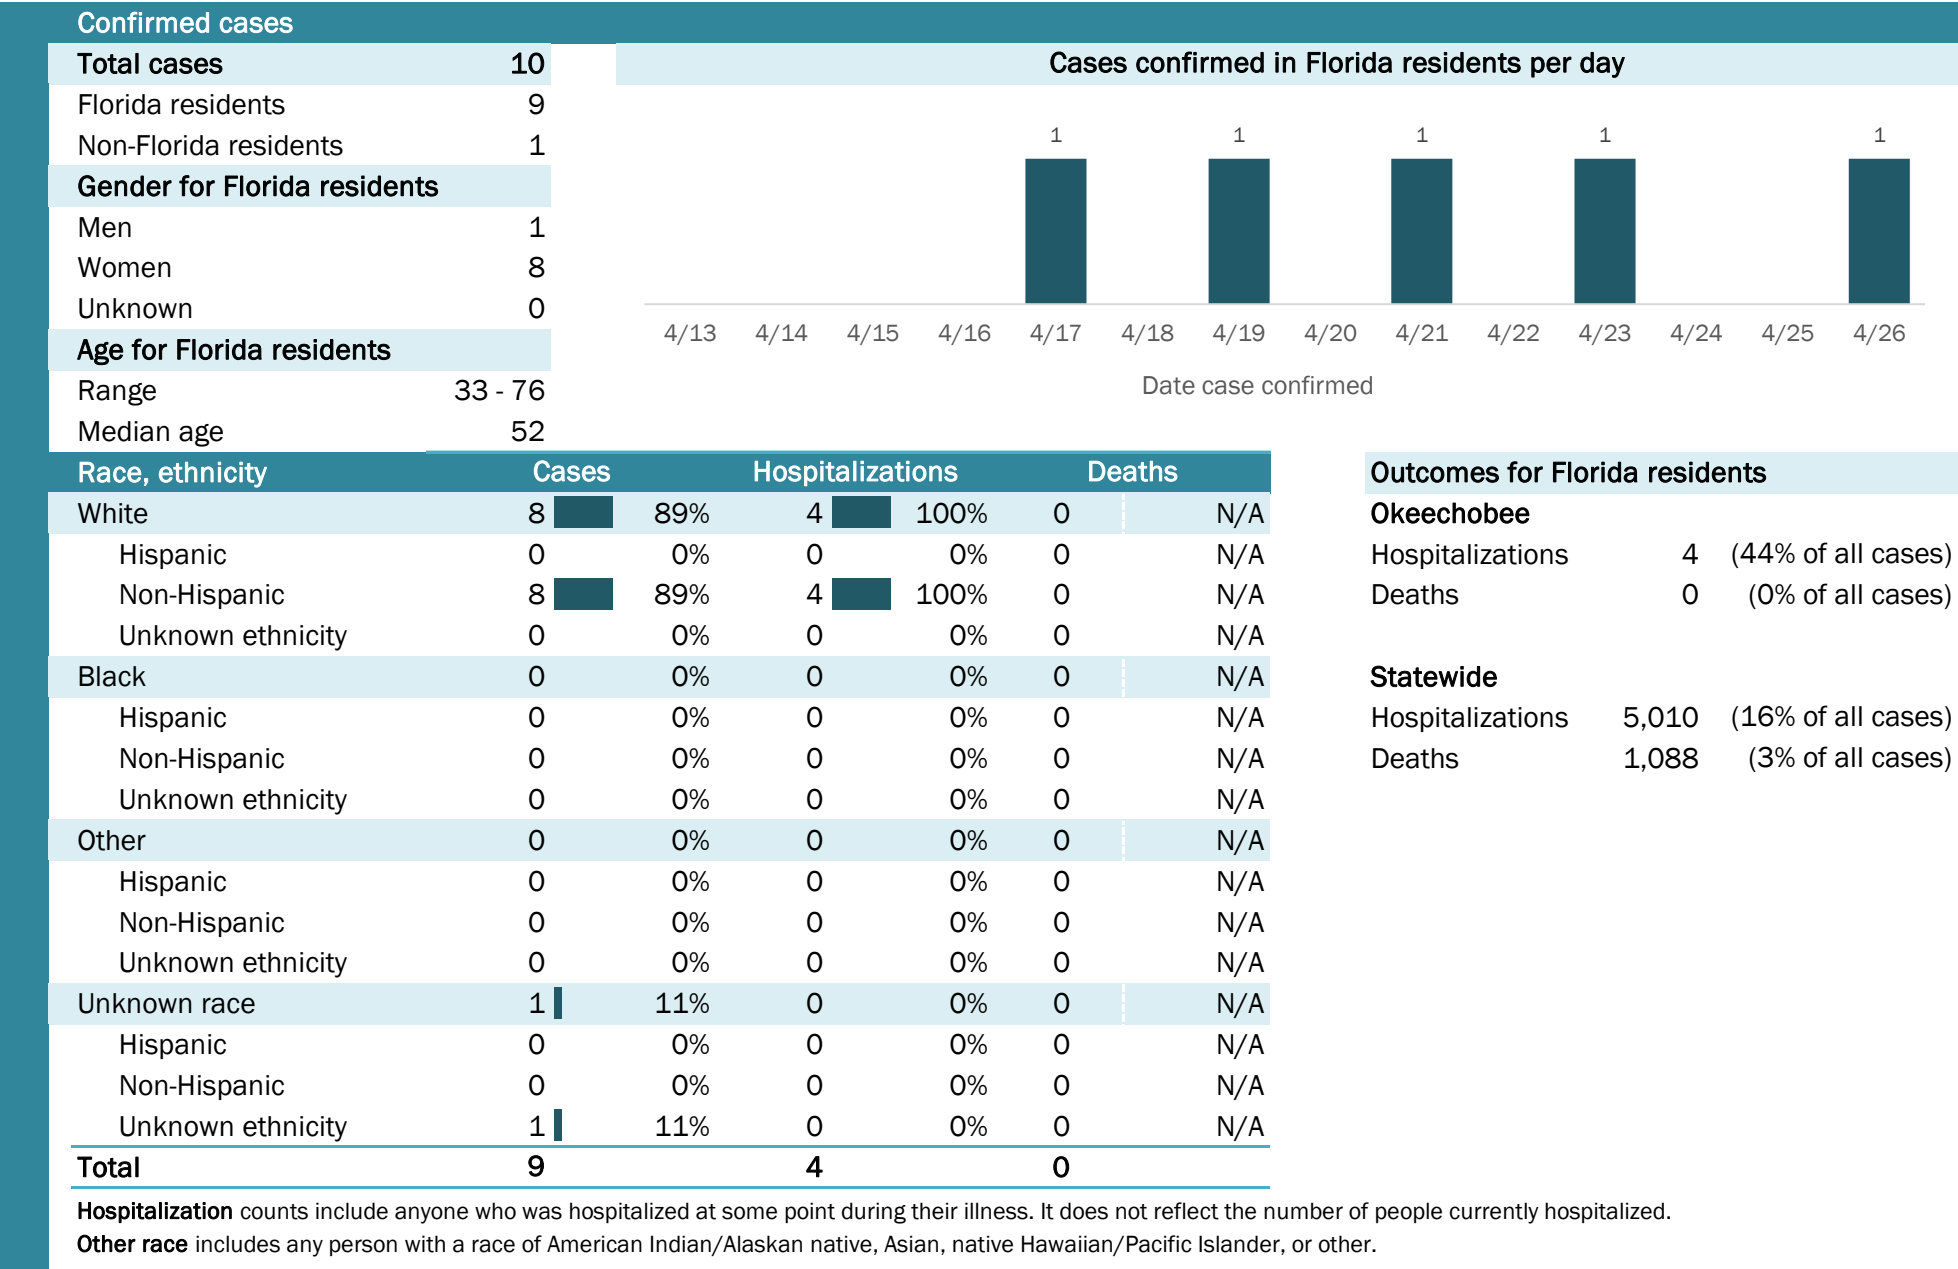 Confirmed cases
Total cases 10
Florida residents 9
Non-Florida residents 1
Gender for Florida residents
Men 1
Women 8
Unknown 0
Age for Florida residents
Range 33 - 76
Median age 52
Cases confirmed in Florida residents per day
1 1 1 1 1
4/13 4/14 4/15 4/16 4/17 4/18 4/19 4/20 4/21 4/22 4/23 4/24 4/25 4/26
Date case confirmed
Race, ethnicity Cases Hospitalizations Deaths
White 8 89% 4 100% 0 N/A
Hispanic 0 0% 0 0% 0 N/A
Non-Hispanic 8 89% 4 100% 0 N/A
Unknown ethnicity 0 0% 0 0% 0 N/A
Black 0 0% 0 0% 0 N/A
Hispanic 0 0% 0 0% 0 N/A
Non-Hispanic 0 0% 0 0% 0 N/A
Unknown ethnicity 0 0% 0 0% 0 N/A
Other 0 0% 0 0% 0 N/A
Hispanic 0 0% 0 0% 0 N/A
Non-Hispanic 0 0% 0 0% 0 N/A
Unknown ethnicity 0 0% 0 0% 0 N/A
Unknown race 1 11% 0 0% 0 N/A
Hispanic 0 0% 0 0% 0 N/A
Non-Hispanic 0 0% 0 0% 0 N/A
Unknown ethnicity 1 11% 0 0% 0 N/A
Total 9 4 0
Outcomes for Florida residents
Okeechobee
Hospitalizations 4 (44% of all cases)
Deaths 0 (0% of all cases)
Statewide
Hospitalizations 5,010 (16% of all cases)
Deaths 1,088 (3% of all cases)
Hospitalization counts include anyone who was hospitalized at some point during their illness. It does not reflect the number of people currently hospitalized.
Other race includes any person with a race of American Indian/Alaskan native, Asian, native Hawaiian/Pacific Islander, or other.